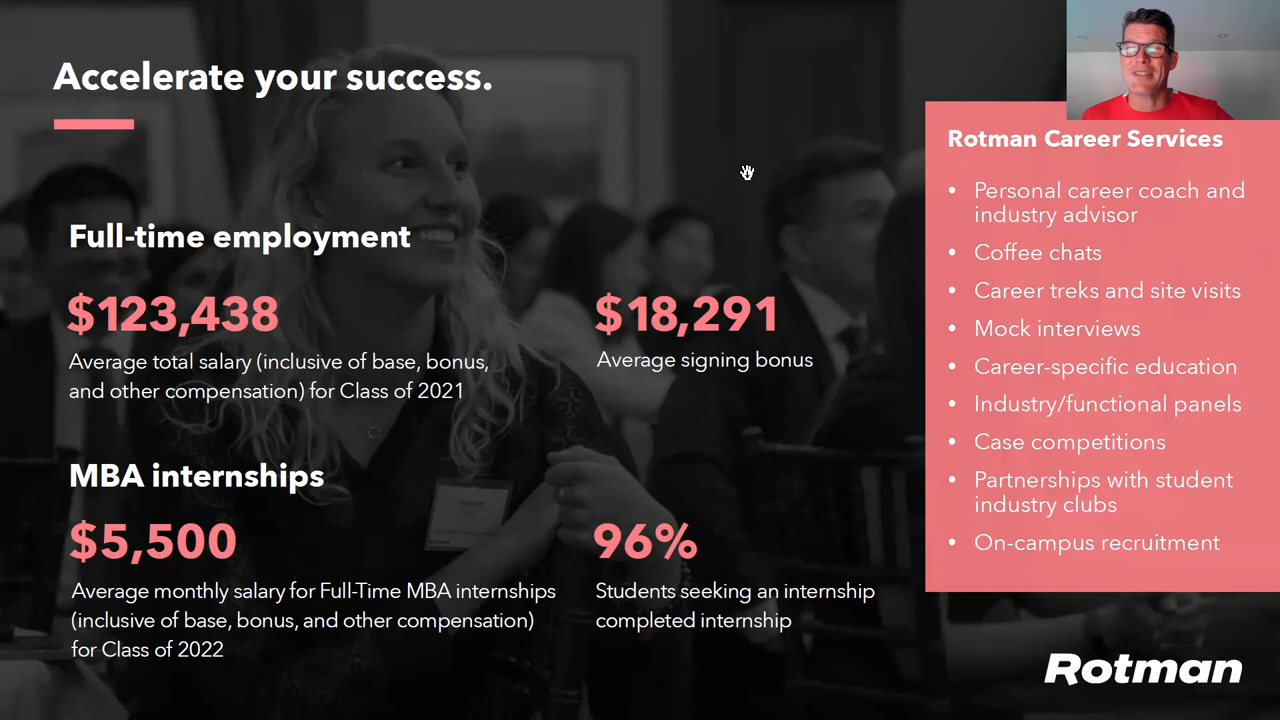 Accelerate your success.
Full-time employment
$123,438
Average total salary (inclusive of base, bonus,
and other compensation) for Class of 2021
$18,291
Average signing bonus
MBA internships
$5,500
Average monthly salary for Full-Time MBA internships
(inclusive of base, bonus, and other compensation)
for Class of 2022
96%
Students seeking an internship
completed internship
Rotman Career Services
• Personal career coach and
industry advisor
• Coffee chats
• Career treks and site visits
• Mock interviews
• Career-specific education
• Industry/functional panels
• Case competitions
• Partnerships with student
industry clubs
• On-campus recruitment
Rotman